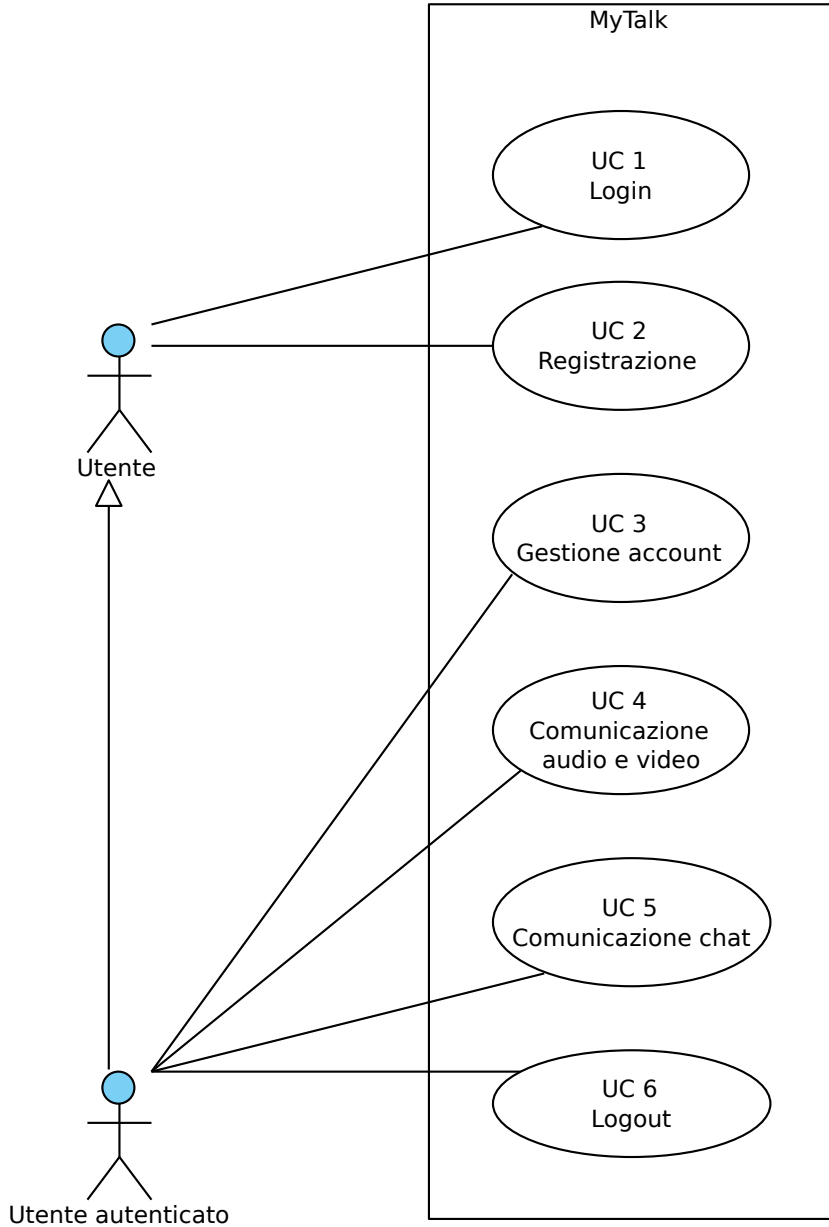 MyTalk
UC 1
Login
UC 2
Registrazione
Utente
UC 3
Gestione account
UC 4
Comunicazione
audio e video
UC 5
Comunicazione chat
UC 6
Logout
Utente autenticato